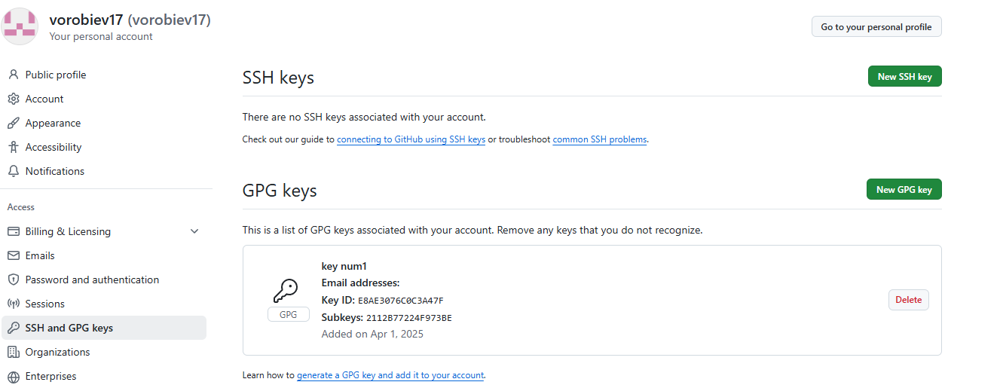 vorobiev17 (vorobiev17)
Your personal account
Go to your personal profile
Public profile
Account
Appearance
Accessibility
Notifications
Access
Billing & Licensing
Emails
Password and authentication
Sessions
SSH and GPG keys
Organizations
Enterprises
SSH keys
New SSH key
There are no SSH keys associated with your account.
Check out our guide to connecting to GitHub using SSH keys or troubleshoot common SSH problems.
GPG keys
New GPG key
This is a list of GPG keys associated with your account. Remove any keys that you do not recognize.
GPG
key num1
Email addresses:
Key ID: E8AE3076C0C3A47F
Subkeys: 2112B77224F973BE
Added on Apr 1, 2025
Delete
Learn how to generate a GPG key and add it to your account.